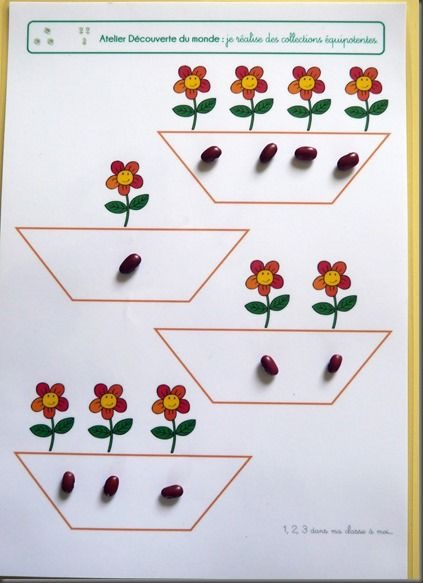 Atelier Découverte du monde : je réalise des collections équipotentes.
1, 2, 3 dans ma classe à moi...